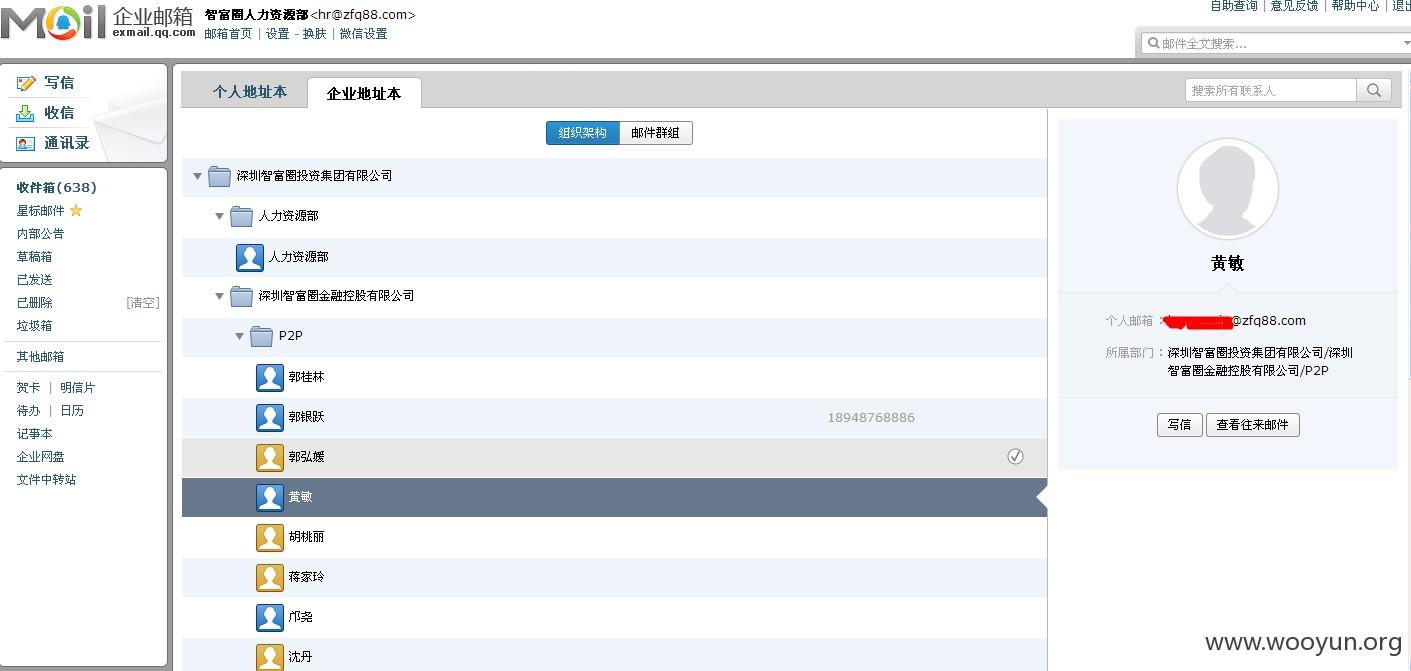 MOil 企业邮箱
exmail.qq.com
智富圈人力资源部<hr@zfq88.com>
邮箱首页 | 设置 - 换肤 | 微信设置
自助查询 | 意见反馈 | 帮助中心 | 退出
邮件全文搜索...
写信
收信
通讯录
收件箱(638)
星标邮件
内部公告
草稿箱
已发送
已删除 [清空]
垃圾箱
其他邮箱
贺卡 | 明信片
待办 | 日历
记事本
企业网盘
文件中转站
个人地址本 企业地址本
搜索所有联系人
组织架构 邮件群组
深圳智富圈投资集团有限公司
人力资源部
人力资源部
深圳智富圈金融控股有限公司
P2P
郭桂林
郭银跃 18948768886
郭弘媛
黄敏
胡桃丽
蒋家玲
邝尧
沈丹
黄敏
个人邮箱: @zfq88.com
所属部门: 深圳智富圈投资集团有限公司/深圳
智富圈金融控股有限公司/P2P
写信 查看往来邮件
www.wooyun.org